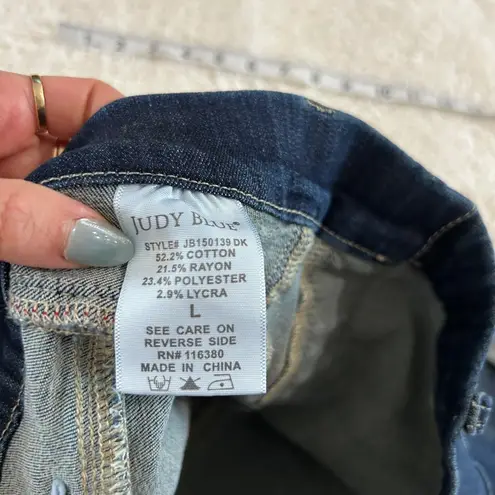 JUDY BLUE®
STYLE# JB150139 DK
52.2% COTTON
21.5% RAYON
23.4% POLYESTER
2.9% LYCRA
L
SEE CARE ON
REVERSE SIDE
RN# 116380
MADE IN CHINA